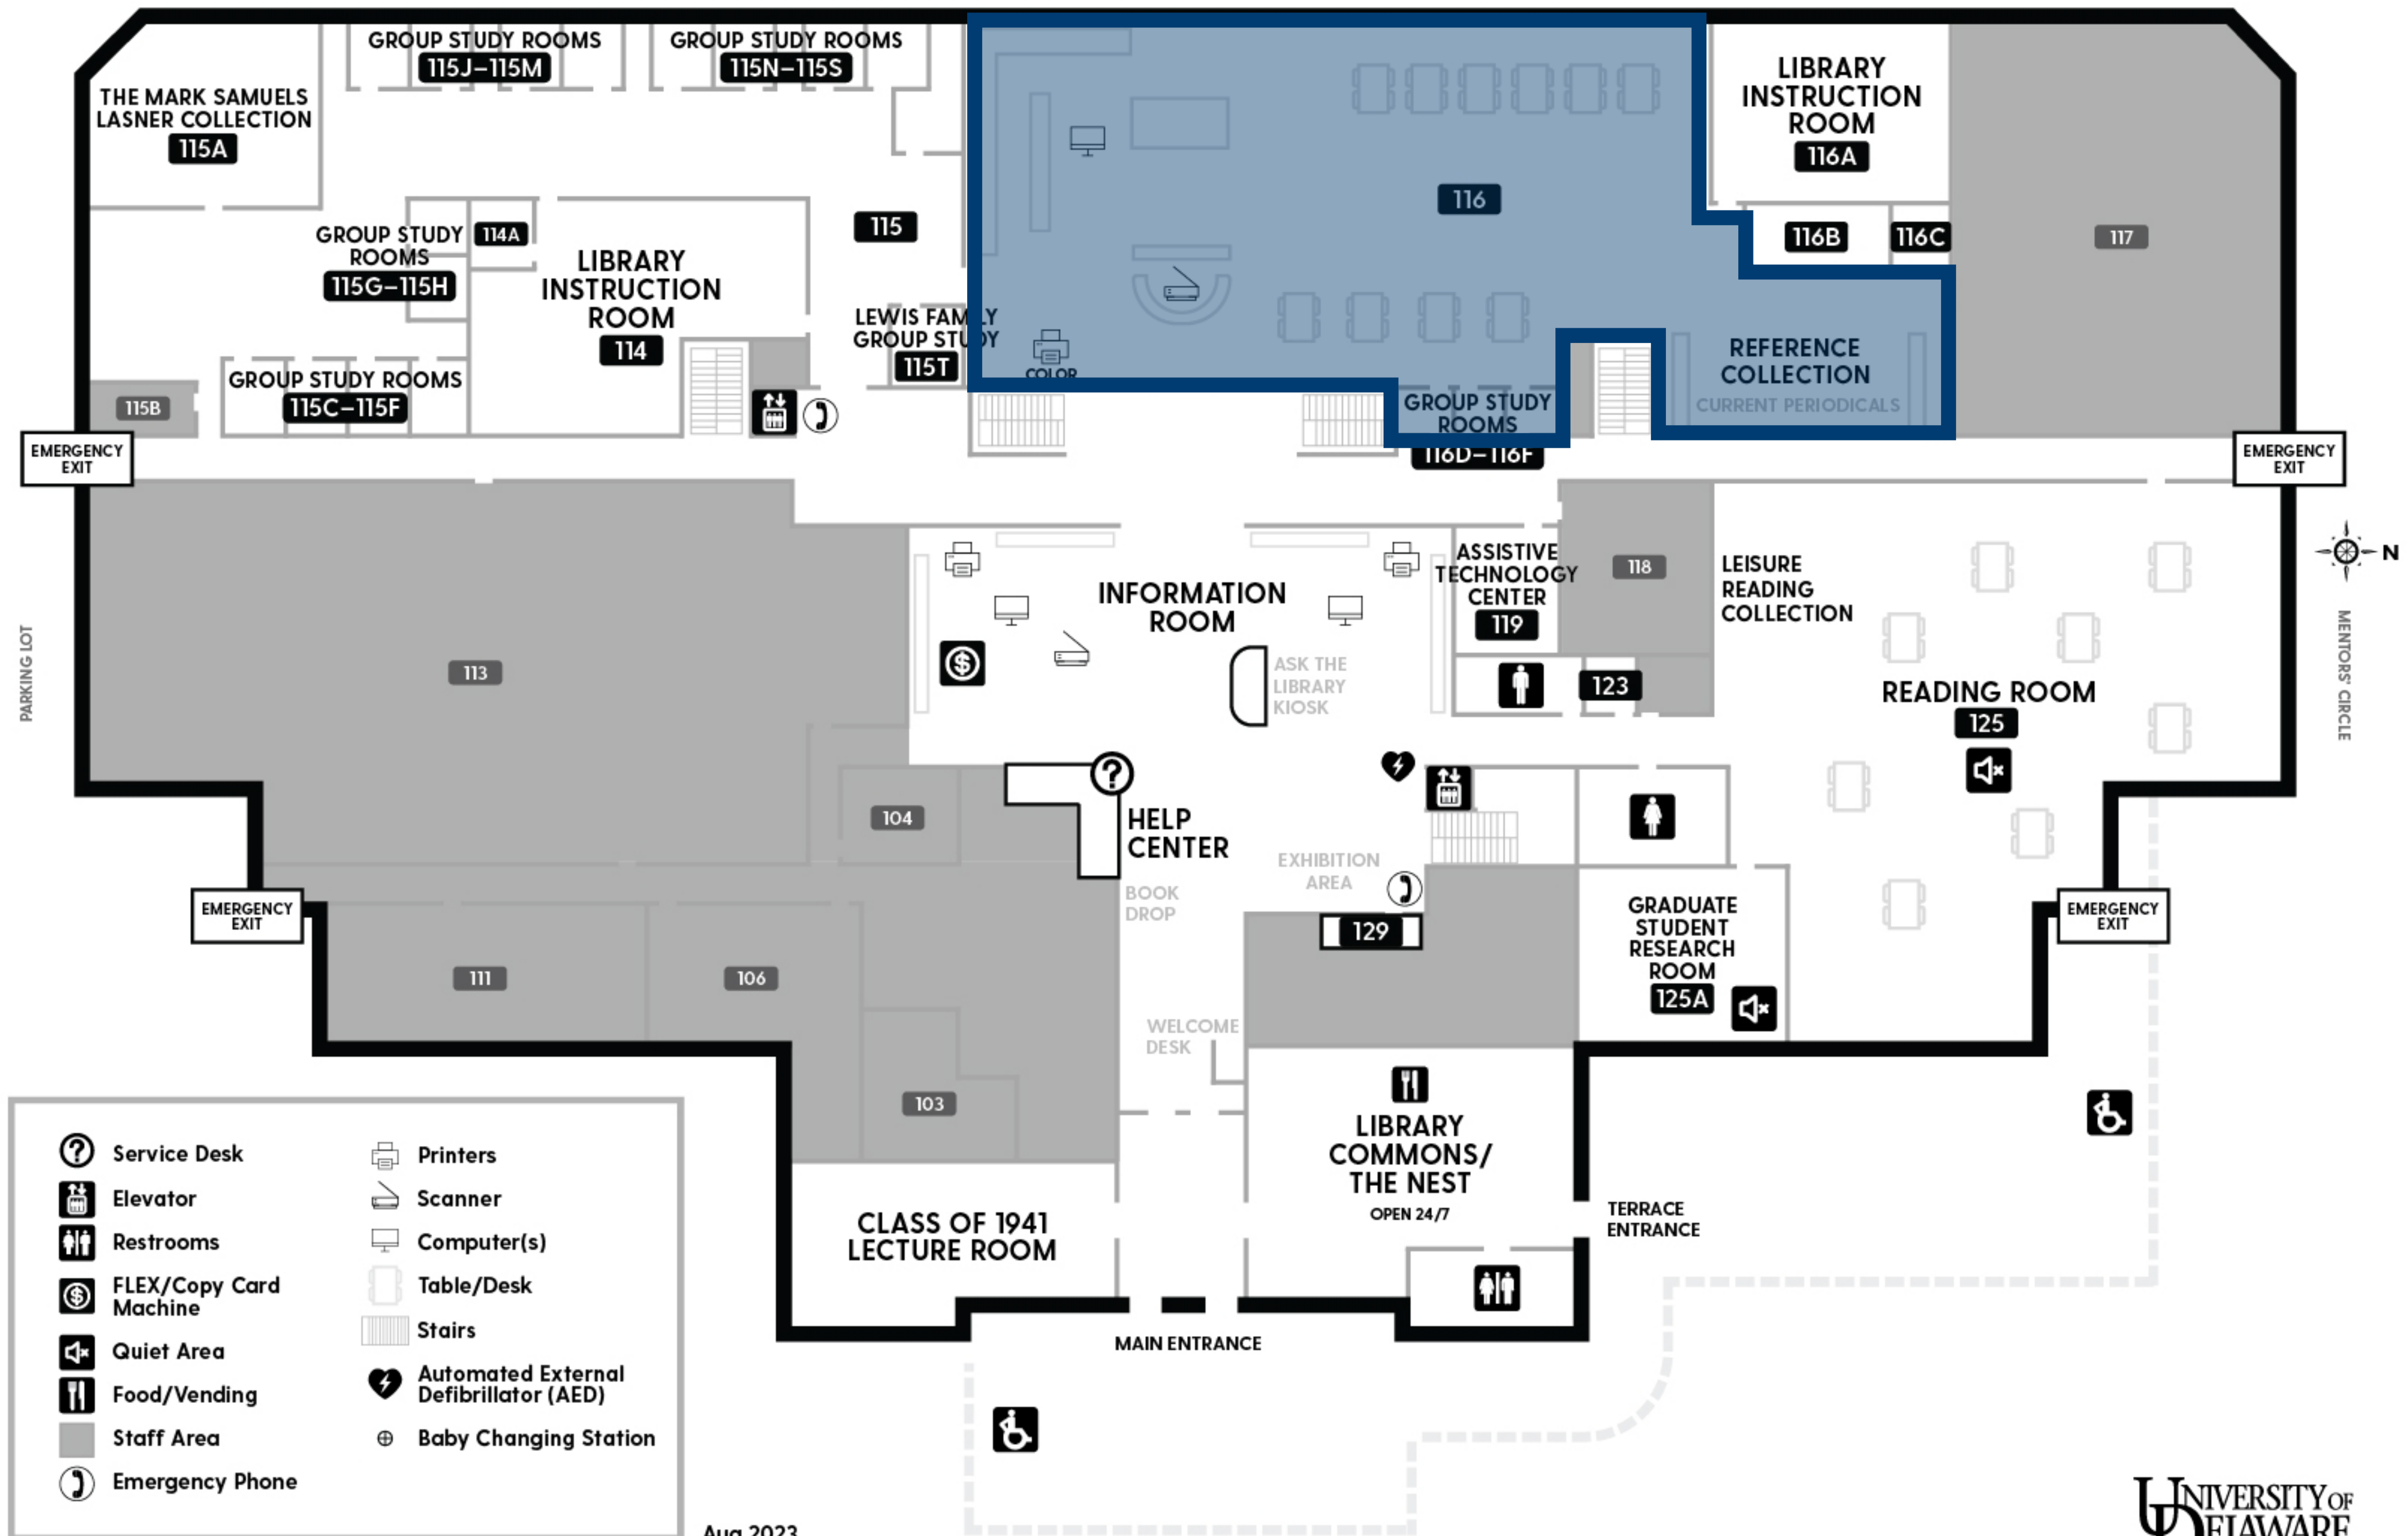 GROUP STUDY ROOMS
115J–115M
GROUP STUDY ROOMS
115N–115S
THE MARK SAMUELS
LASNER COLLECTION
115A
LIBRARY
INSTRUCTION
ROOM
116A
116
115
GROUP STUDY
ROOMS
115G–115H
114A
LIBRARY
INSTRUCTION
ROOM
114
116B
116C
117
LEWIS FAMILY
GROUP STUDY
115T
COLOR
REFERENCE
COLLECTION
CURRENT PERIODICALS
115B
GROUP STUDY ROOMS
115C–115F
GROUP STUDY
ROOMS
116D–116F
EMERGENCY
EXIT
EMERGENCY
EXIT
N
PARKING LOT
MENTORS' CIRCLE
113
INFORMATION
ROOM
ASK THE
LIBRARY
KIOSK
ASSISTIVE
TECHNOLOGY
CENTER
119
118
123
LEISURE
READING
COLLECTION
READING ROOM
125
104
HELP
CENTER
BOOK
DROP
EXHIBITION
AREA
129
EMERGENCY
EXIT
111
106
103
WELCOME
DESK
GRADUATE
STUDENT
RESEARCH
ROOM
125A
EMERGENCY
EXIT
LIBRARY
COMMONS/
THE NEST
OPEN 24/7
TERRACE
ENTRANCE
CLASS OF 1941
LECTURE ROOM
MAIN ENTRANCE
Service Desk
Elevator
Restrooms
FLEX/Copy Card
Machine
Quiet Area
Food/Vending
Staff Area
Emergency Phone
Printers
Scanner
Computer(s)
Table/Desk
Stairs
Automated External
Defibrillator (AED)
Baby Changing Station
Aug 2023
UNIVERSITY OF
DELAWARE